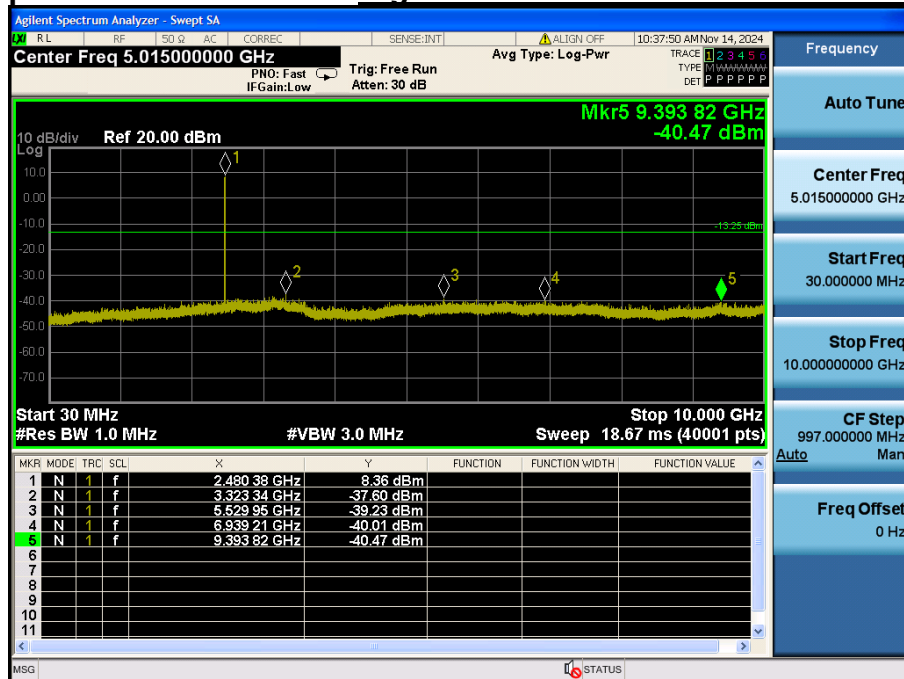 Agilent Spectrum Analyzer - Swept SA
LXI RL RF 50 Ω AC CORREC SENSE:INT ALIGN OFF 10:37:50 AM Nov 14, 2024
Center Freq 5.015000000 GHz
PNO: Fast
IFGain:Low
Trig: Free Run
Atten: 30 dB
Avg Type: Log-Pwr
TRACE 1 2 3 4 5 6
TYPE M WWWWW
DET P P P P P P
Mkr5 9.393 82 GHz
-40.47 dBm
10 dB/div Ref 20.00 dBm
Log
10.0
0.00
-10.0
-20.0
-30.0
-40.0
-50.0
-60.0
-70.0
1
2
3
4
5
-13.25 dBm
Start 30 MHz Stop 10.000 GHz
#Res BW 1.0 MHz #VBW 3.0 MHz Sweep 18.67 ms (40001 pts)
MKR MODE TRC SCL X Y FUNCTION FUNCTION WIDTH FUNCTION VALUE
1 N 1 f 2.480 38 GHz 8.36 dBm
2 N 1 f 3.323 34 GHz -37.60 dBm
3 N 1 f 5.529 95 GHz -39.23 dBm
4 N 1 f 6.939 21 GHz -40.01 dBm
5 N 1 f 9.393 82 GHz -40.47 dBm
6
7
8
9
10
11
MSG STATUS
Frequency
Auto Tune
Center Freq
5.015000000 GHz
Start Freq
30.000000 MHz
Stop Freq
10.000000000 GHz
CF Step
997.000000 MHz
Auto Man
Freq Offset
0 Hz